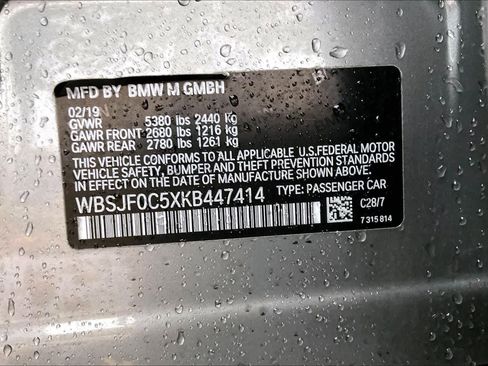 MFD BY BMW M GMBH
02/19
GVWR 5380 lbs 2440 kg
GAWR FRONT 2680 lbs 1216 kg
GAWR REAR 2780 lbs 1261 kg
THIS VEHICLE CONFORMS TO ALL APPLICABLE U.S.FEDERAL MOTOR
VEHICLE SAFETY, BUMPER AND THEFT PREVENTION STANDARDS
IN EFFECT ON THE DATE OF MANUFACTURE SHOWN ABOVE.
WBSJF0C5XKB447414 TYPE: PASSENGER CAR
C28/7
7 315 814